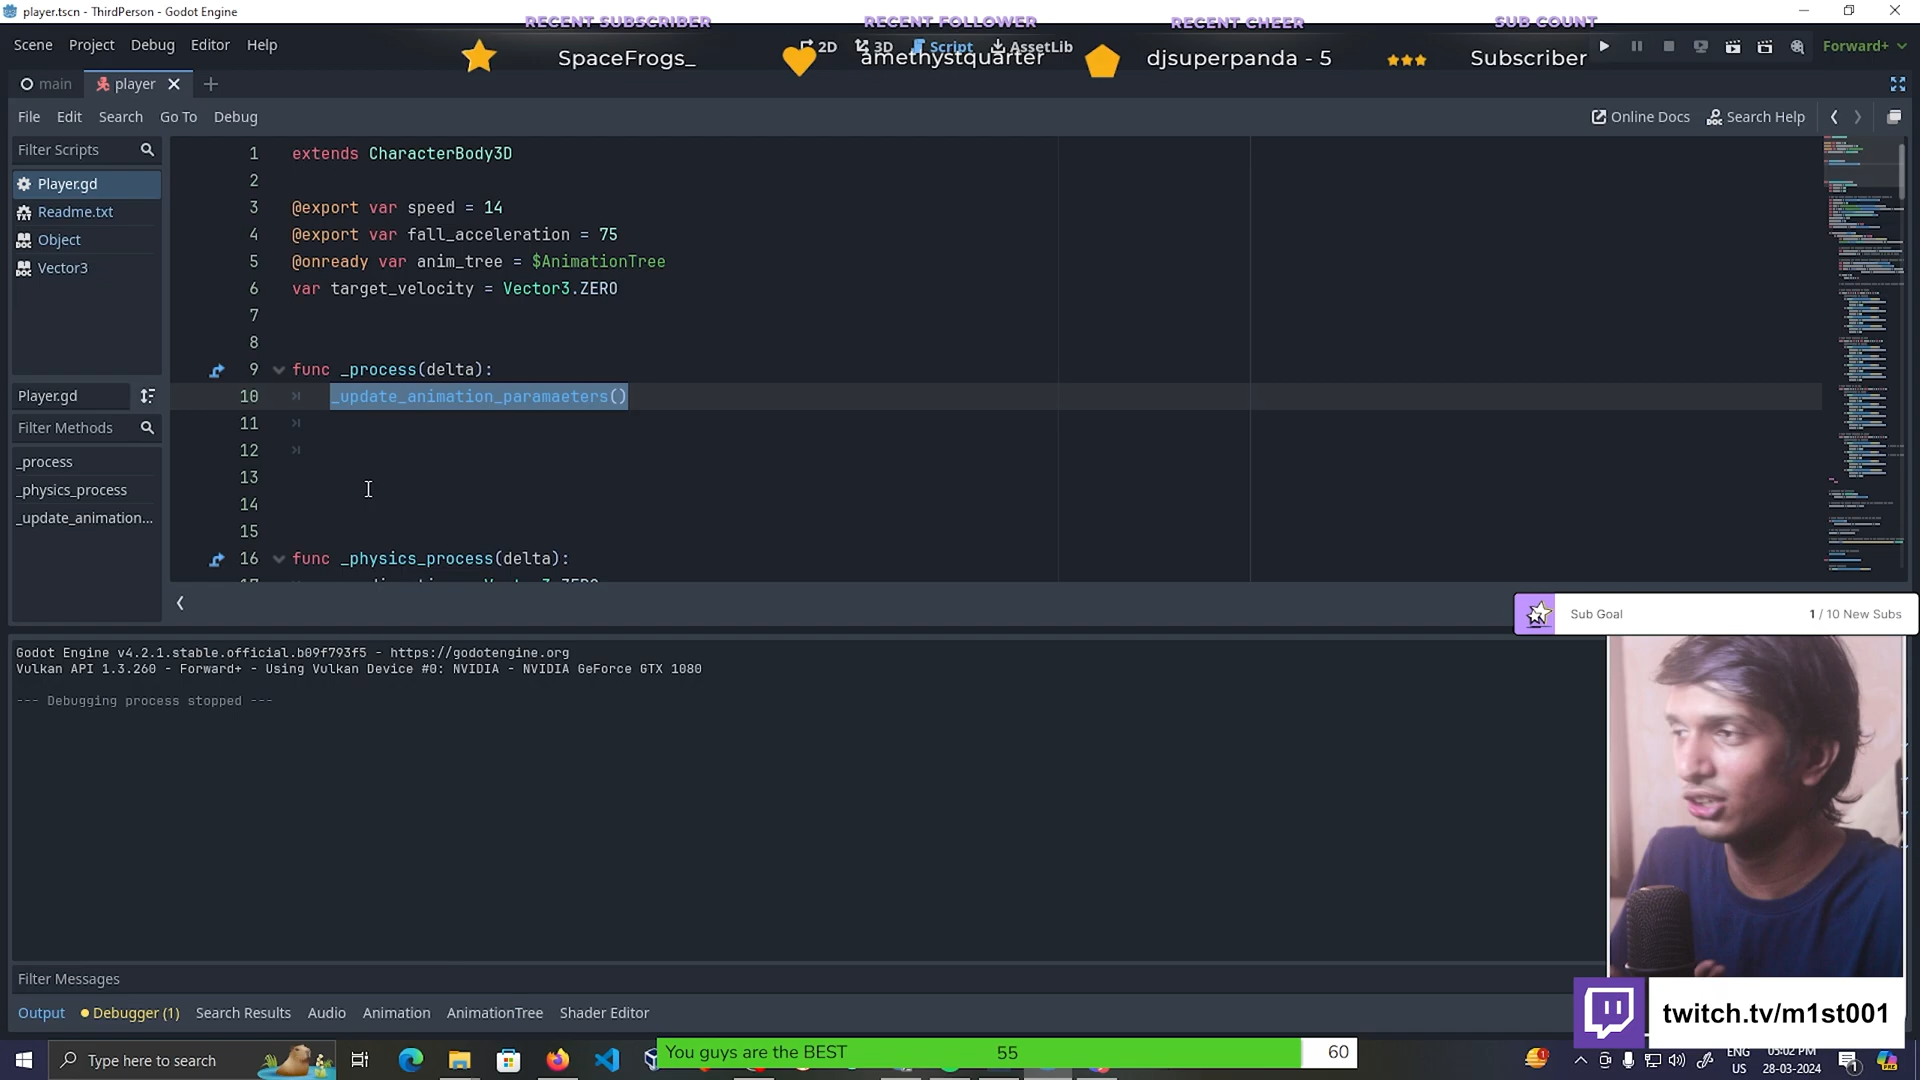 player.tscn - ThirdPerson - Godot Engine
RECENT SUBSCRIBER
RECENT FOLLOWER
RECENT CHEER
SUB COUNT
Scene Project Debug Editor Help
2D 3D Script AssetLib
Forward+
SpaceFrogs_
amethystquarter
djsuperpanda - 5
Subscriber
main player
File Edit Search Go To Debug
Online Docs Search Help
Filter Scripts
Player.gd
Readme.txt
Object
Vector3
Player.gd
Filter Methods
_process
_physics_process
_update_animation...
1 extends CharacterBody3D
2
3 @export var speed = 14
4 @export var fall_acceleration = 75
5 @onready var anim_tree = $AnimationTree
6 var target_velocity = Vector3.ZERO
7
8
9 func _process(delta):
10 _update_animation_paramaeters()
11
12
13
14
15
16 func _physics_process(delta):
Sub Goal 1 / 10 New Subs
Godot Engine v4.2.1.stable.official.b09f793f5 - https://godotengine.org
Vulkan API 1.3.260 - Forward+ - Using Vulkan Device #0: NVIDIA - NVIDIA GeForce GTX 1080
--- Debugging process stopped ---
Filter Messages
Output Debugger (1) Search Results Audio Animation AnimationTree Shader Editor
twitch.tv/m1st001
Type here to search
You guys are the BEST 55 60
ENG
US
05:02 PM
28-03-2024